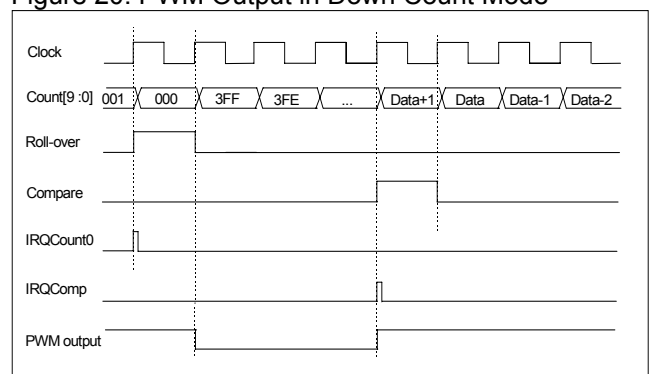 Figure 20. PWM Output in Down Count Mode
Clock
Count[9 :0] 001 000 3FF 3FE ... Data+1 Data Data-1 Data-2
Roll-over
Compare
IRQCount0
IRQComp
PWM output